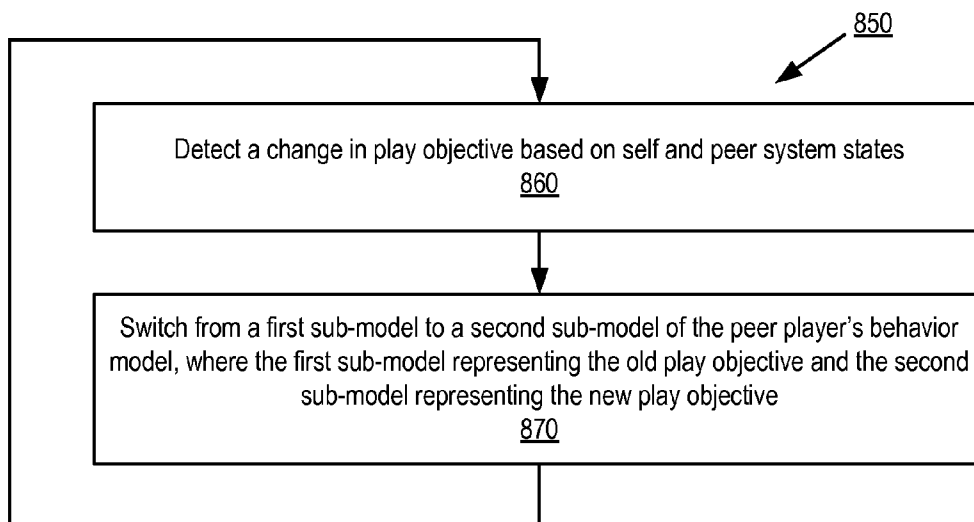 850
Detect a change in play objective based on self and peer system states
860
Switch from a first sub-model to a second sub-model of the peer player's behavior
model, where the first sub-model representing the old play objective and the second
sub-model representing the new play objective
870